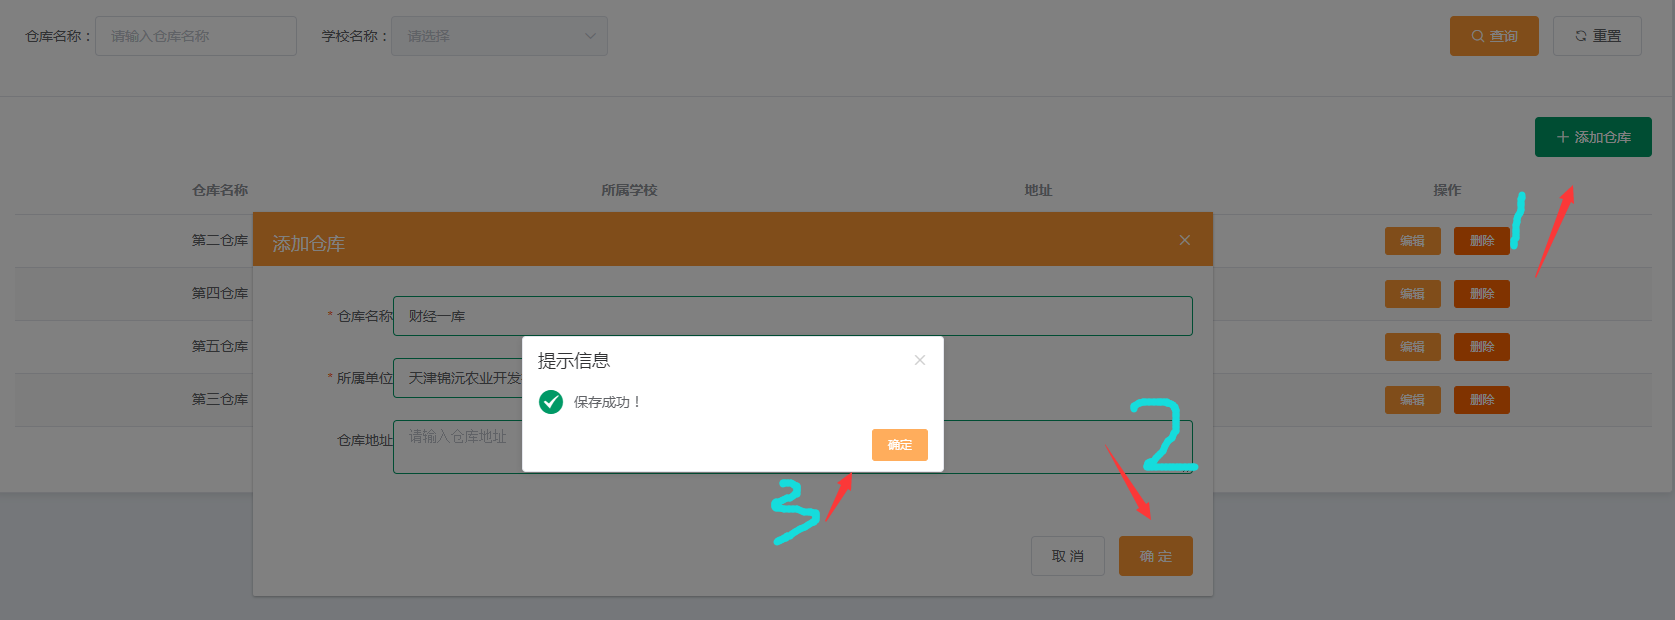 仓库名称： 请输入仓库名称 学校名称： 请选择 查询 重置
添加仓库
仓库名称 所属学校 地址 操作
第二仓库 编辑 删除 1
添加仓库
第四仓库 编辑 删除
* 仓库名称 财经一库
第五仓库 编辑 删除
提示信息
* 所属单位 天津锦沅农业开发
第三仓库 编辑 删除
保存成功！
2
仓库地址 请输入仓库地址
确定
3
取 消 确 定